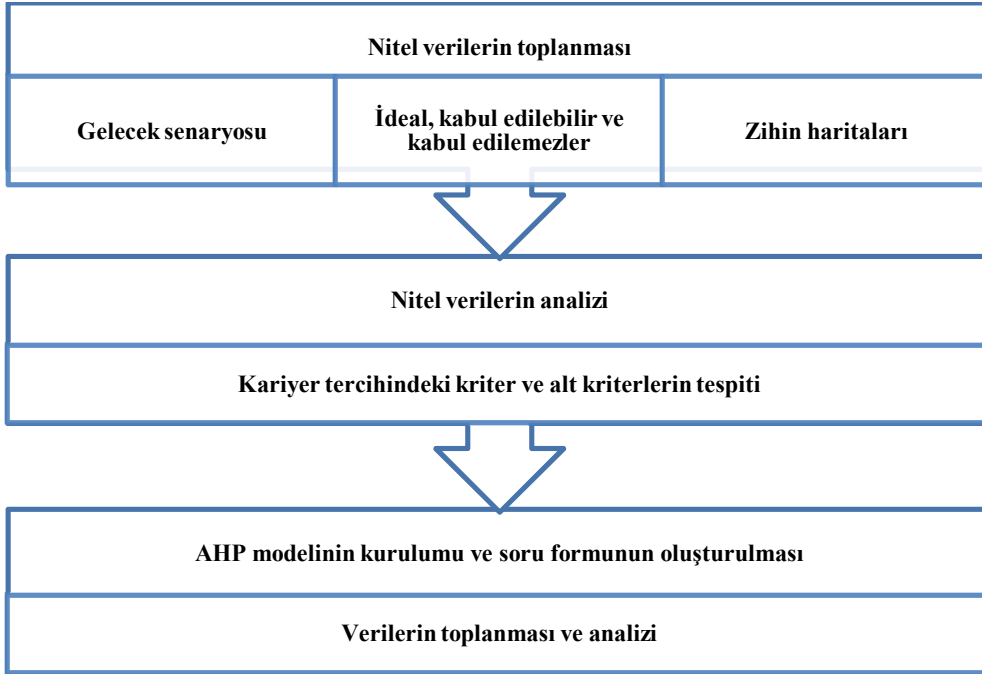 Nitel verilerin toplanması
Gelecek senaryosu
İdeal, kabul edilebilir ve
kabul edilemezler
Zihin haritaları
Nitel verilerin analizi
Kariyer tercihindeki kriter ve alt kriterlerin tespiti
AHP modelinin kurulumu ve soru formunun oluşturulması
Verilerin toplanması ve analizi